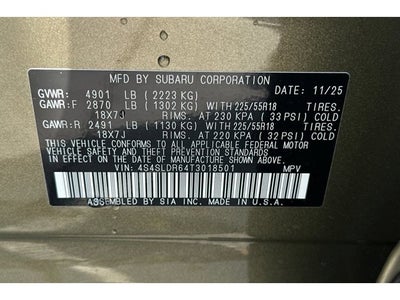 MFD BY SUBARU CORPORATION
GVWR: 4901 LB ( 2223 KG) DATE: 11/25
GAWR:F 2870 LB ( 1302 KG) WITH 225/55R18 TIRES.
18X7J RIMS. AT 230 KPA ( 33 PSI) COLD
GAWR:R 2491 LB ( 1130 KG) WITH 225/55R18 TIRES.
18X7J RIMS. AT 220 KPA ( 32 PSI) COLD
THIS VEHICLE CONFORMS TO ALL APPLICABLE FEDERAL MOTOR
VEHICLE SAFETY AND BUMPER STANDARDS IN EFFECT ON THE
DATE OF MANUFACTURE SHOWN ABOVE.
VIN: 4S4SLDR64T3018501 MPV
ASSEMBLED BY SIA INC. MADE IN U.S.A.